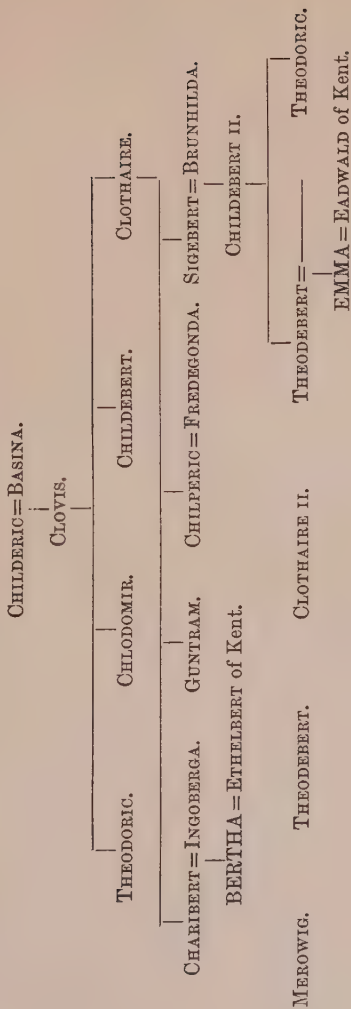 CHILDERIC=BASINA.
CLOVIS.
THEODORIC. CHLODOMIR. CHILDEBERT. CLOTHAIRE.
CHARIBERT=INGOBERGA. GUNTRAM. CHILPERIC=FREDEGONDA. SIGEBERT=BRUNHILDA.
BERTHA=ETHELBERT of Kent. CHILDEBERT II.
MEROWIG. THEODEBERT. CLOTHAIRE II. THEODEBERT= THEODORIC.
EMMA=EADWALD of Kent.